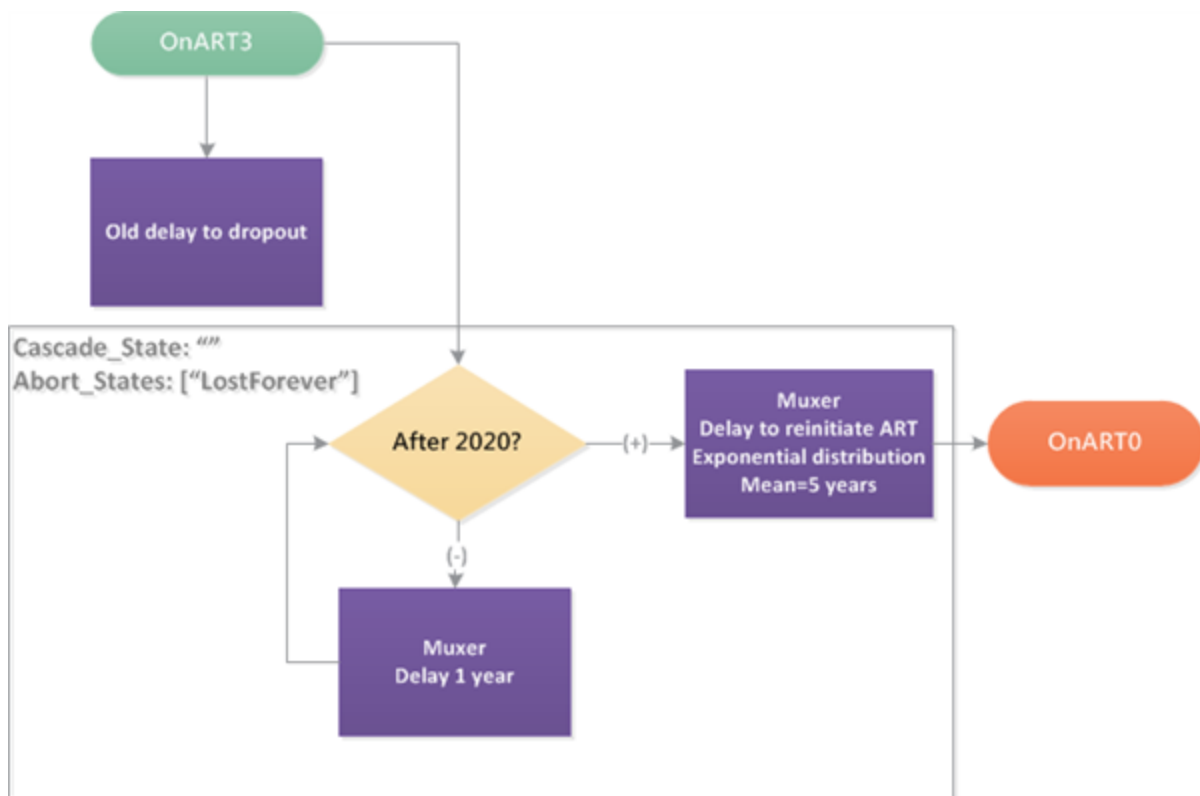 OnART3
Old delay to dropout
Cascade_State: “”
Abort_States: [“LostForever”]
After 2020?
(+)
Muxer
Delay to reinitiate ART
Exponential distribution
Mean=5 years
OnART0
(-)
Muxer
Delay 1 year